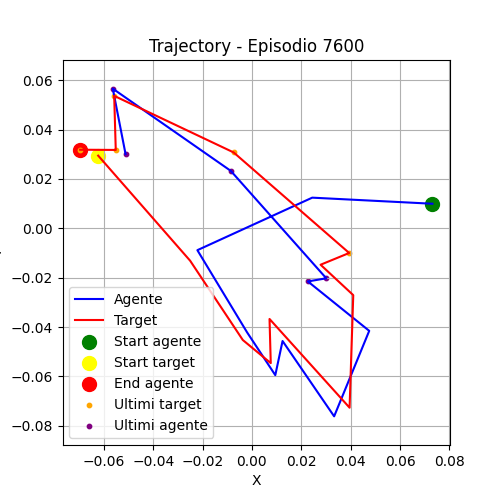 Trajectory - Episodio 7600
0.06
0.04
0.02
0.00
−0.02
−0.04
−0.06
−0.08
Agente
Target
Start agente
Start target
End agente
Ultimi target
Ultimi agente
−0.06 −0.04 −0.02 0.00 0.02 0.04 0.06 0.08
X